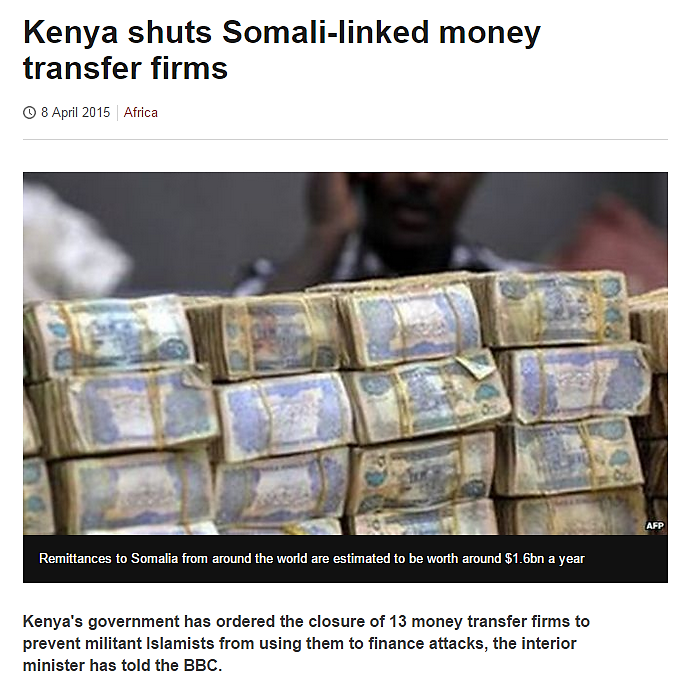 Kenya shuts Somali-linked money
transfer firms
8 April 2015 Africa
AFP
Remittances to Somalia from around the world are estimated to be worth around $1.6bn a year
Kenya's government has ordered the closure of 13 money transfer firms to
prevent militant Islamists from using them to finance attacks, the interior
minister has told the BBC.